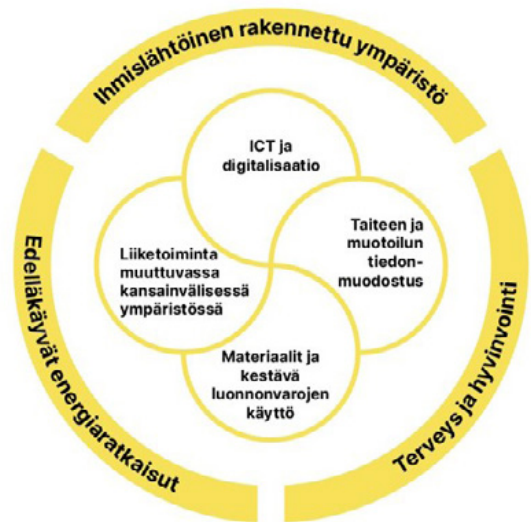 Ihmislähtöinen rakennettu ympäristö
ICT ja
digitalisaatio
Taiteen ja
muotoilun
tiedon-
muodostus
Liiketoiminta
muuttuvassa
kansainvälisessä
ympäristössä
Materiaalit ja
kestävä
luonnonvarojen
käyttö
Edelläkäyvät energiaratkaisut
Terveys ja hyvinvointi